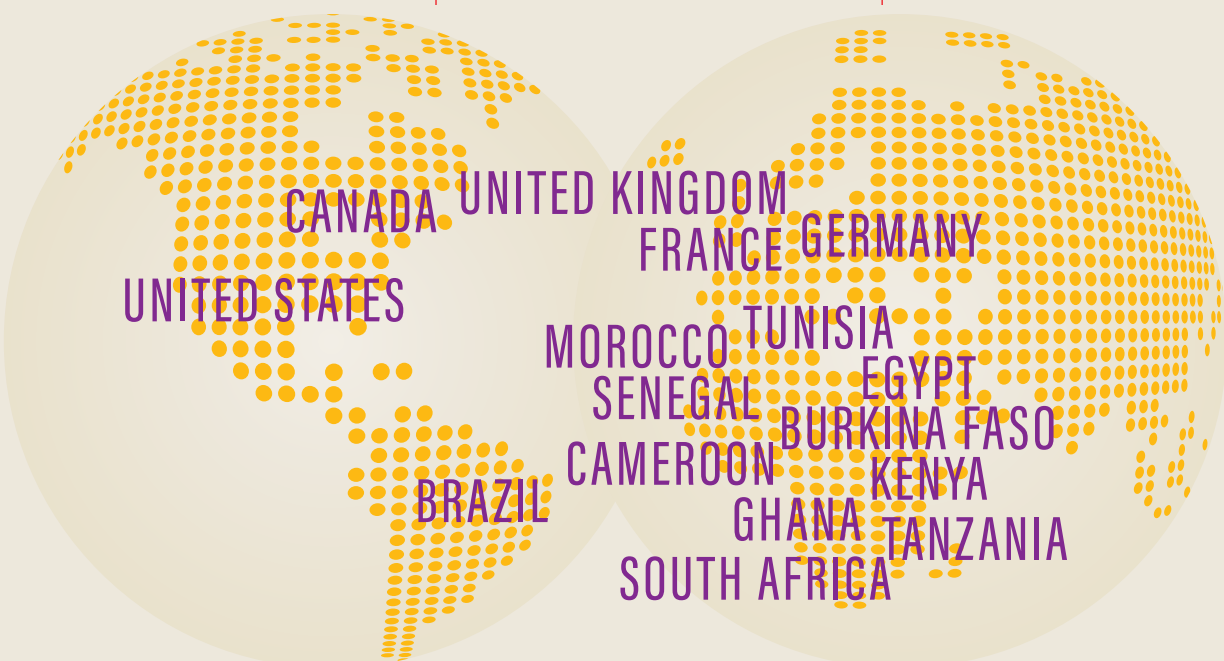 CANADA
UNITED KINGDOM
FRANCE
GERMANY
UNITED STATES
TUNISIA
MOROCCO
EGYPT
SENEGAL
BURKINA FASO
CAMEROON
KENYA
BRAZIL
GHANA
TANZANIA
SOUTH AFRICA